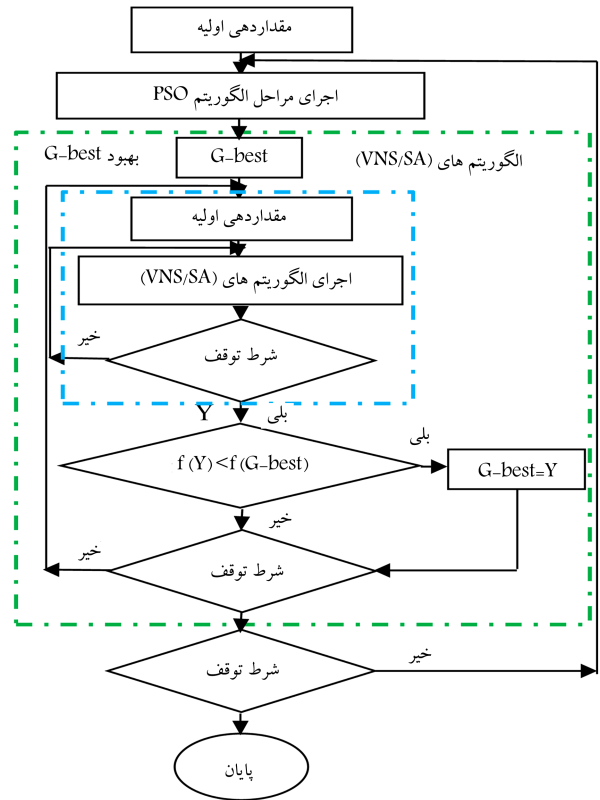 مقداردهی اولیه
اجرای مراحل الگوریتم PSO
الگوریتم های (VNS/SA)
بهبود G-best
G-best
مقداردهی اولیه
اجرای الگوریتم های (VNS/SA)
خیر
شرط توقف
Y
بلی
بلی
f (Y) <f (G-best)
G-best=Y
خیر
خیر
شرط توقف
خیر
شرط توقف
پایان